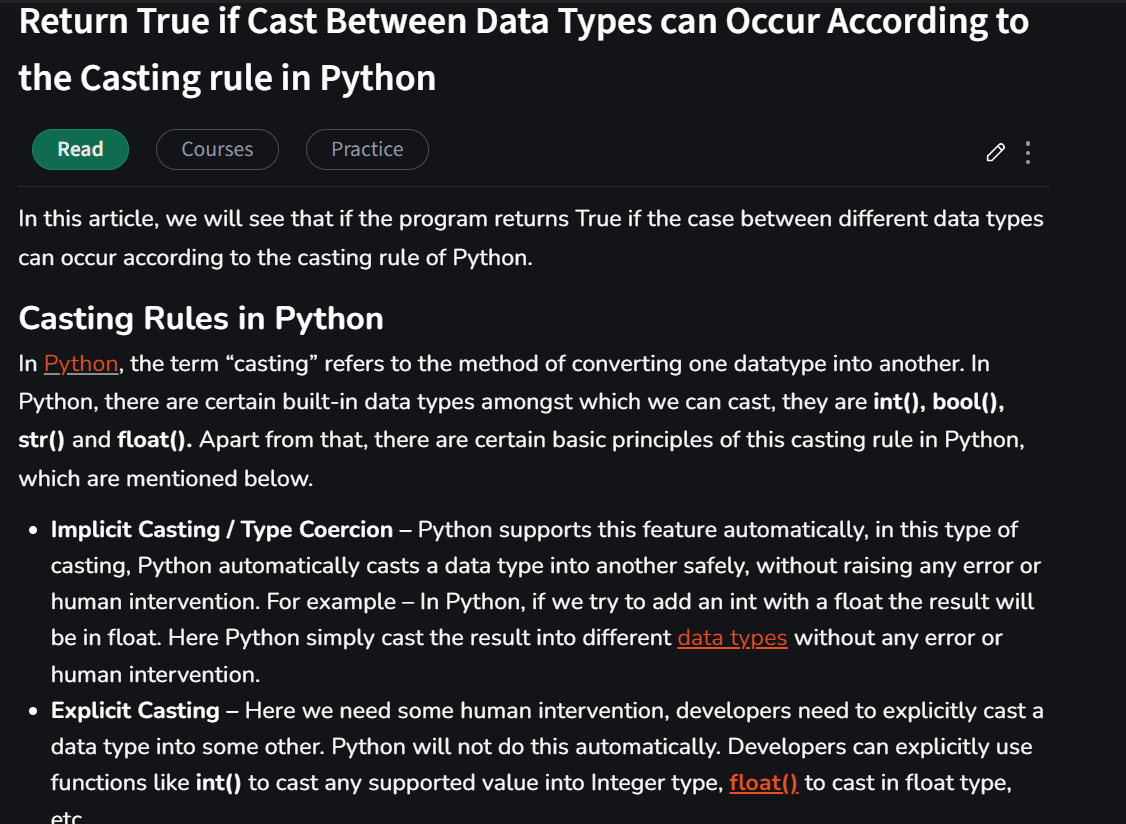 Return True if Cast Between Data Types can Occur According to
the Casting rule in Python
Read
Courses
Practice
In this article, we will see that if the program returns True if the case between different data types
can occur according to the casting rule of Python.
Casting Rules in Python
In Python, the term “casting” refers to the method of converting one datatype into another. In
Python, there are certain built-in data types amongst which we can cast, they are int(), bool(),
str() and float(). Apart from that, there are certain basic principles of this casting rule in Python,
which are mentioned below.
• Implicit Casting / Type Coercion – Python supports this feature automatically, in this type of
casting, Python automatically casts a data type into another safely, without raising any error or
human intervention. For example – In Python, if we try to add an int with a float the result will
be in float. Here Python simply cast the result into different data types without any error or
human intervention.
• Explicit Casting – Here we need some human intervention, developers need to explicitly cast a
data type into some other. Python will not do this automatically. Developers can explicitly use
functions like int() to cast any supported value into Integer type, float() to cast in float type,
etc